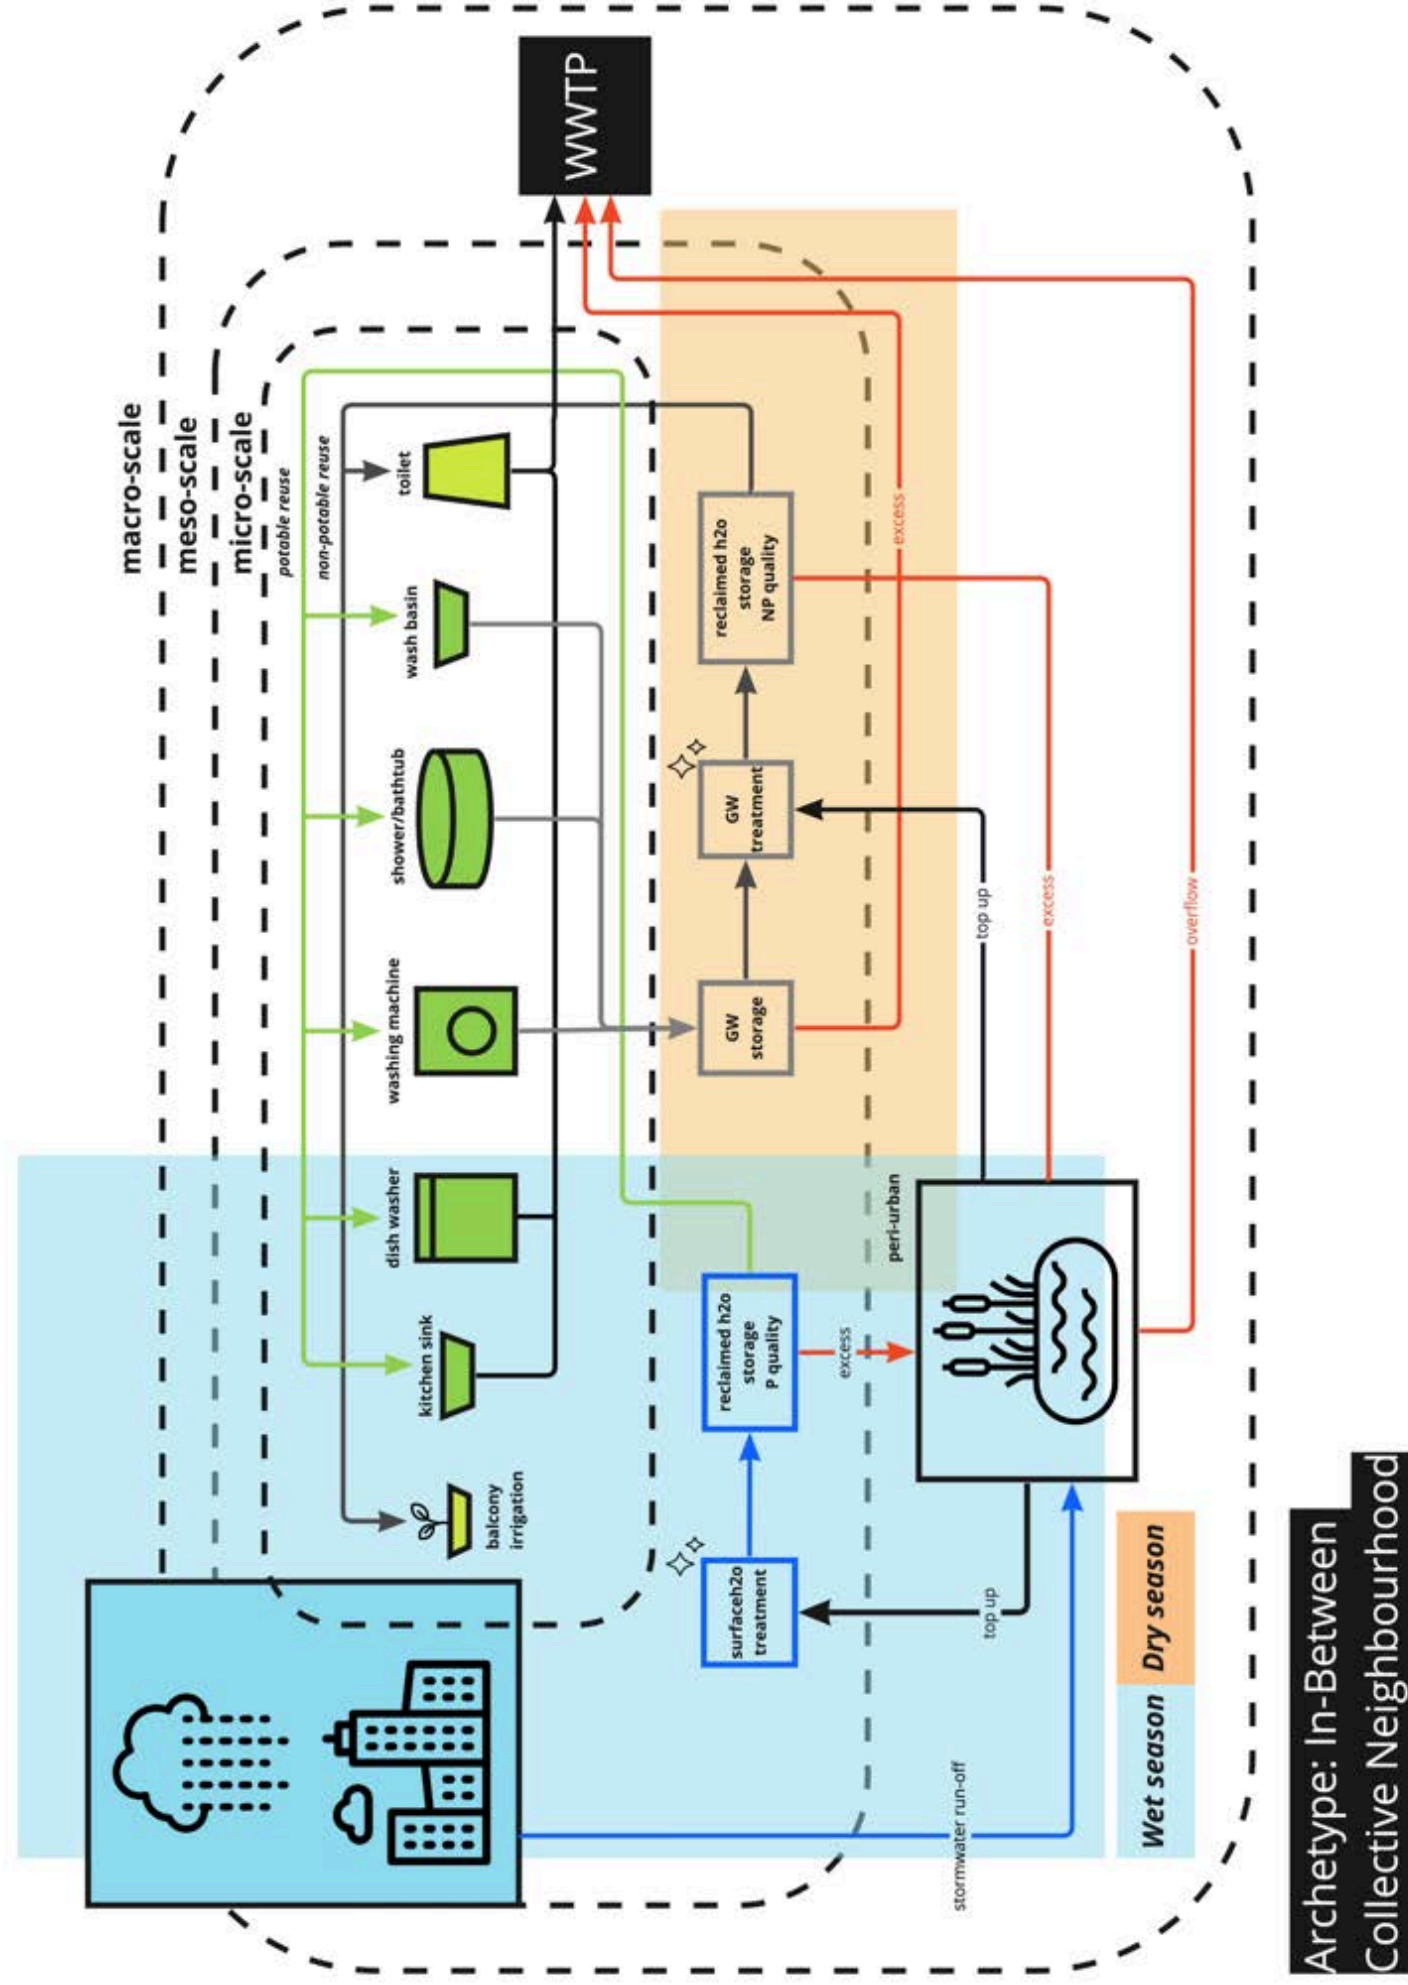 macro-scale
meso-scale
micro-scale
potable reuse
non-potable reuse
balcony
irrigation
kitchen sink
dish washer
washing machine
shower/bathtub
wash basin
toilet
WWTP
surfaceh2o
treatment
reclaimed h2o
storage
P quality
GW
storage
GW
treatment
reclaimed h2o
storage
NP quality
excess
peri-urban
excess
top up
top up
excess
stormwater run-off
overflow
Wet season
Dry season
Archetype: In-Between
Collective Neighbourhood